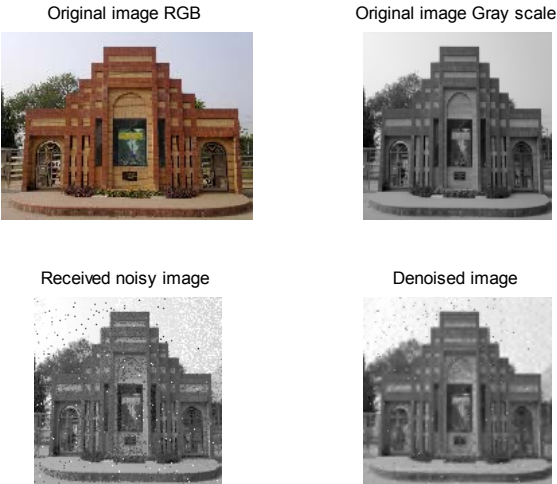 Original image RGB
Original image Gray scale
Received noisy image
Denoised image